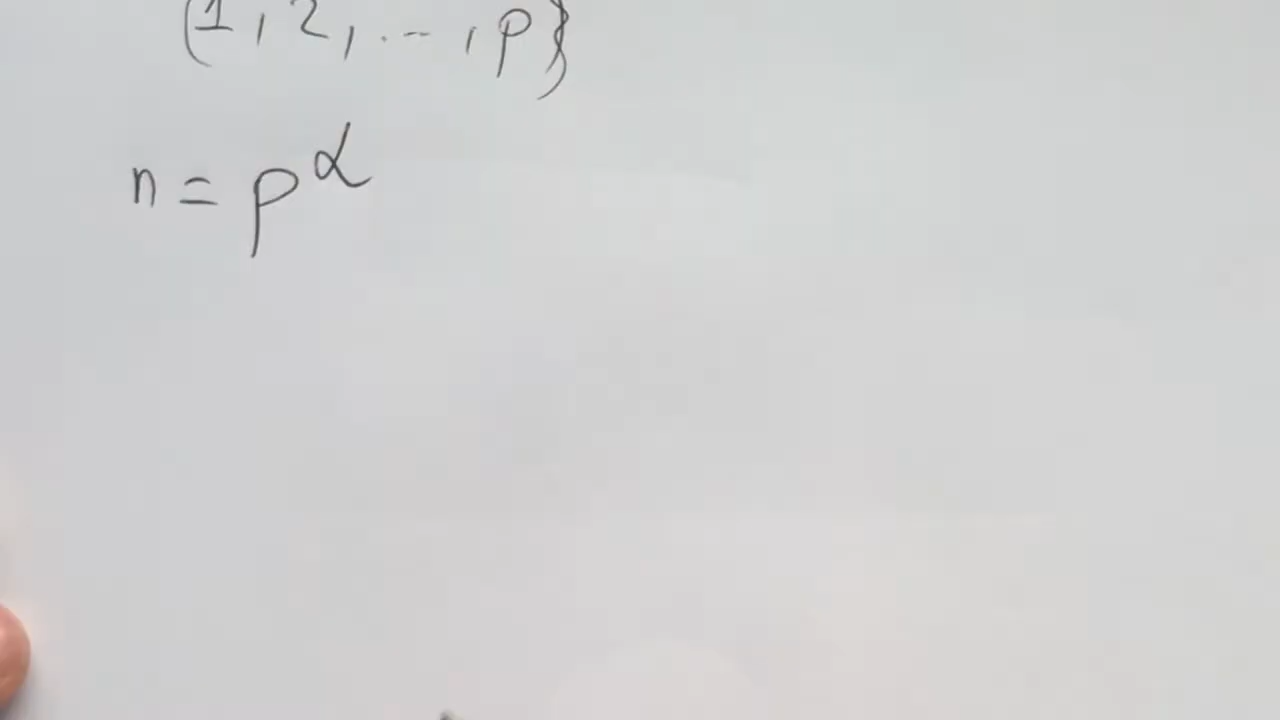 {1, 2, ..., p}
n = p^α